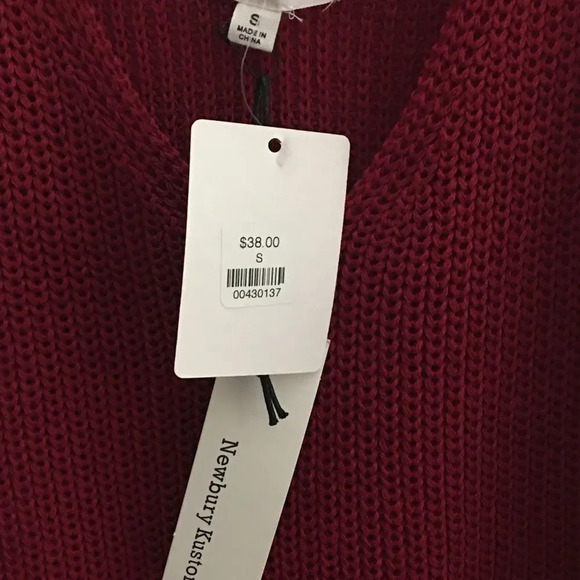 S
MADE IN
CHINA
$38.00
S
00430137
Newbury Kustom